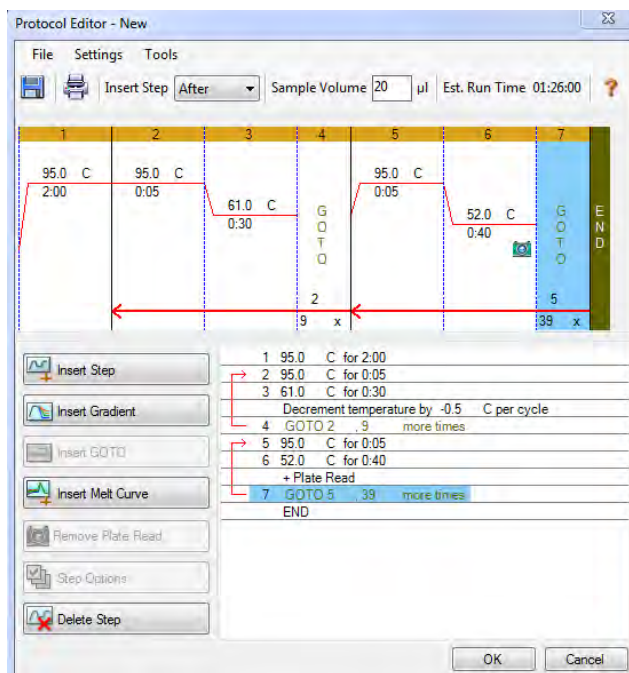 Protocol Editor - New
File Settings Tools
Insert Step After Sample Volume 20 µl Est. Run Time 01:26:00 ?
1 2 3 4 5 6 7
95.0 C 95.0 C 95.0 C
2:00 0:05 0:05
61.0 C 52.0 C
0:30 0:40
GOTO GOTO END
2 5
9 x 39 x
Insert Step
Insert Gradient
Insert GOTO
Insert Melt Curve
Remove Plate Read
Step Options
Delete Step
1 95.0 C for 2:00
2 95.0 C for 0:05
3 61.0 C for 0:30
Decrement temperature by -0.5 C per cycle
4 GOTO 2 , 9 more times
5 95.0 C for 0:05
6 52.0 C for 0:40
+ Plate Read
7 GOTO 5 , 39 more times
END
OK Cancel